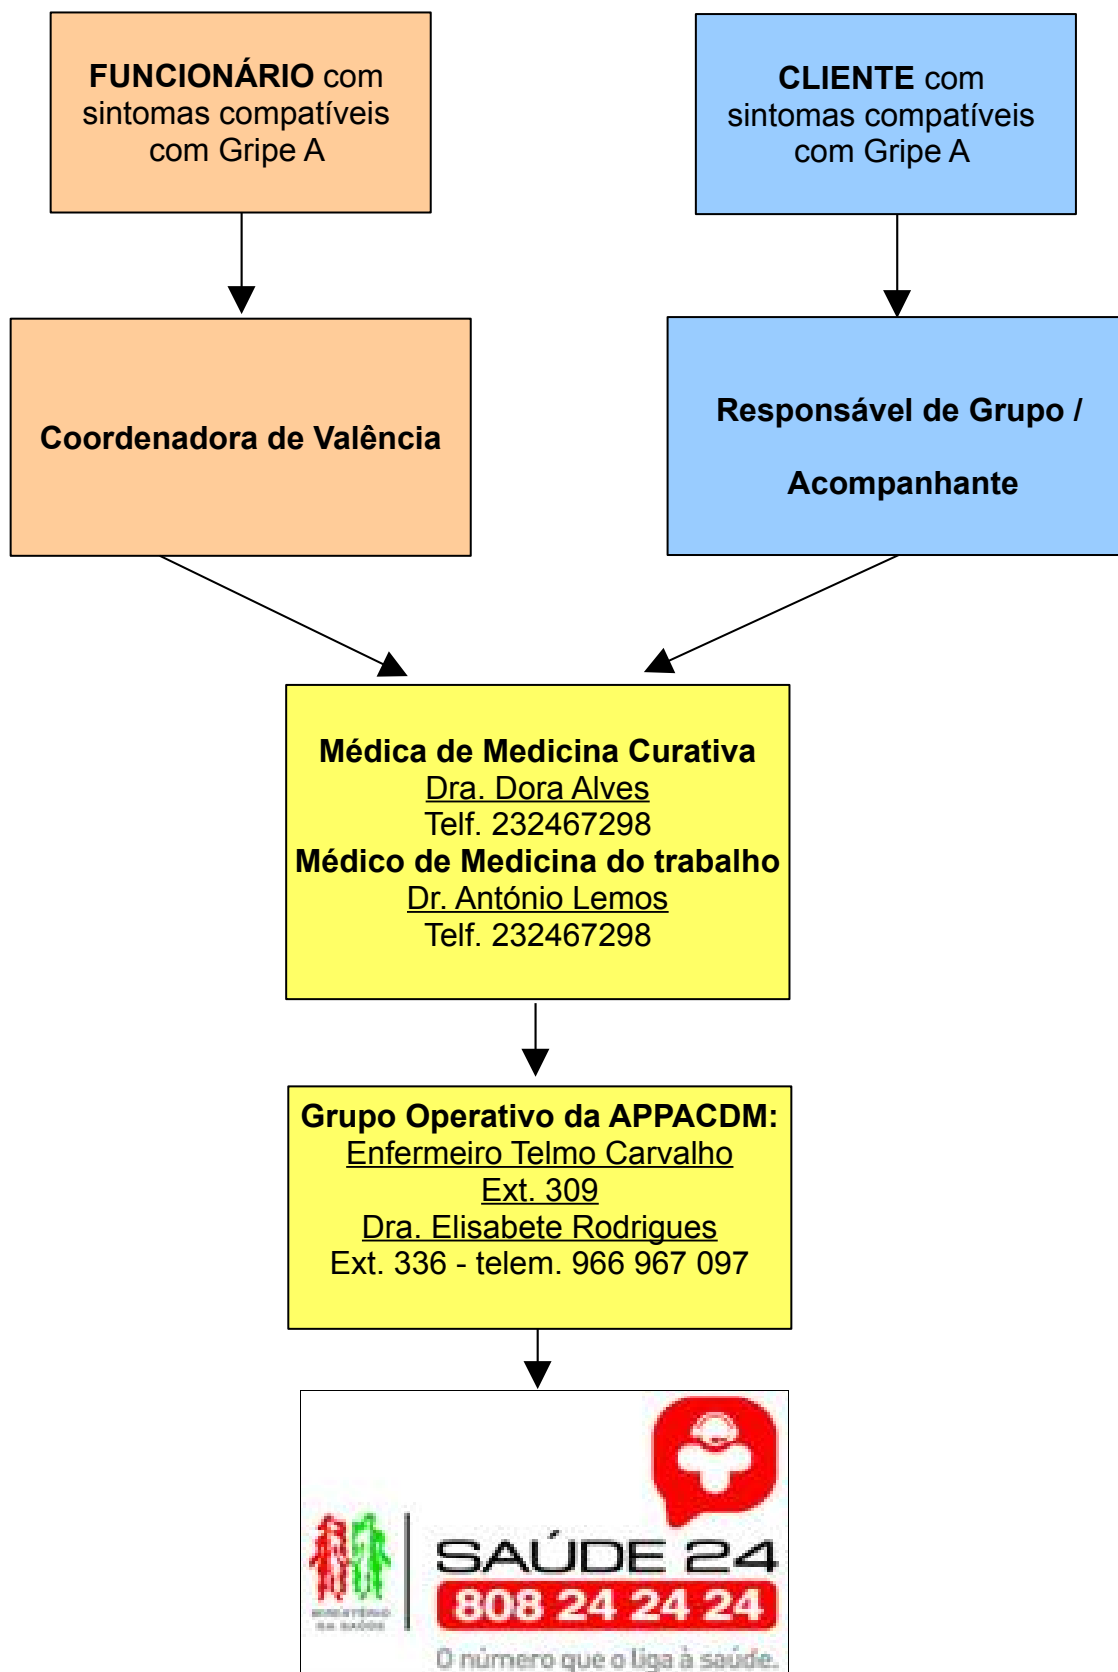 FUNCIONÁRIO com
sintomas compatíveis
com Gripe A
CLIENTE com
sintomas compatíveis
com Gripe A
Coordenadora de Valência
Responsável de Grupo /
Acompanhante
Médica de Medicina Curativa
Dra. Dora Alves
Telf. 232467298
Médico de Medicina do trabalho
Dr. António Lemos
Telf. 232467298
Grupo Operativo da APPACDM:
Enfermeiro Telmo Carvalho
Ext. 309
Dra. Elisabete Rodrigues
Ext. 336 - telem. 966 967 097
MINISTÉRIO
DA SAÚDE
SAÚDE 24
808 24 24 24
O número que o liga à saúde.